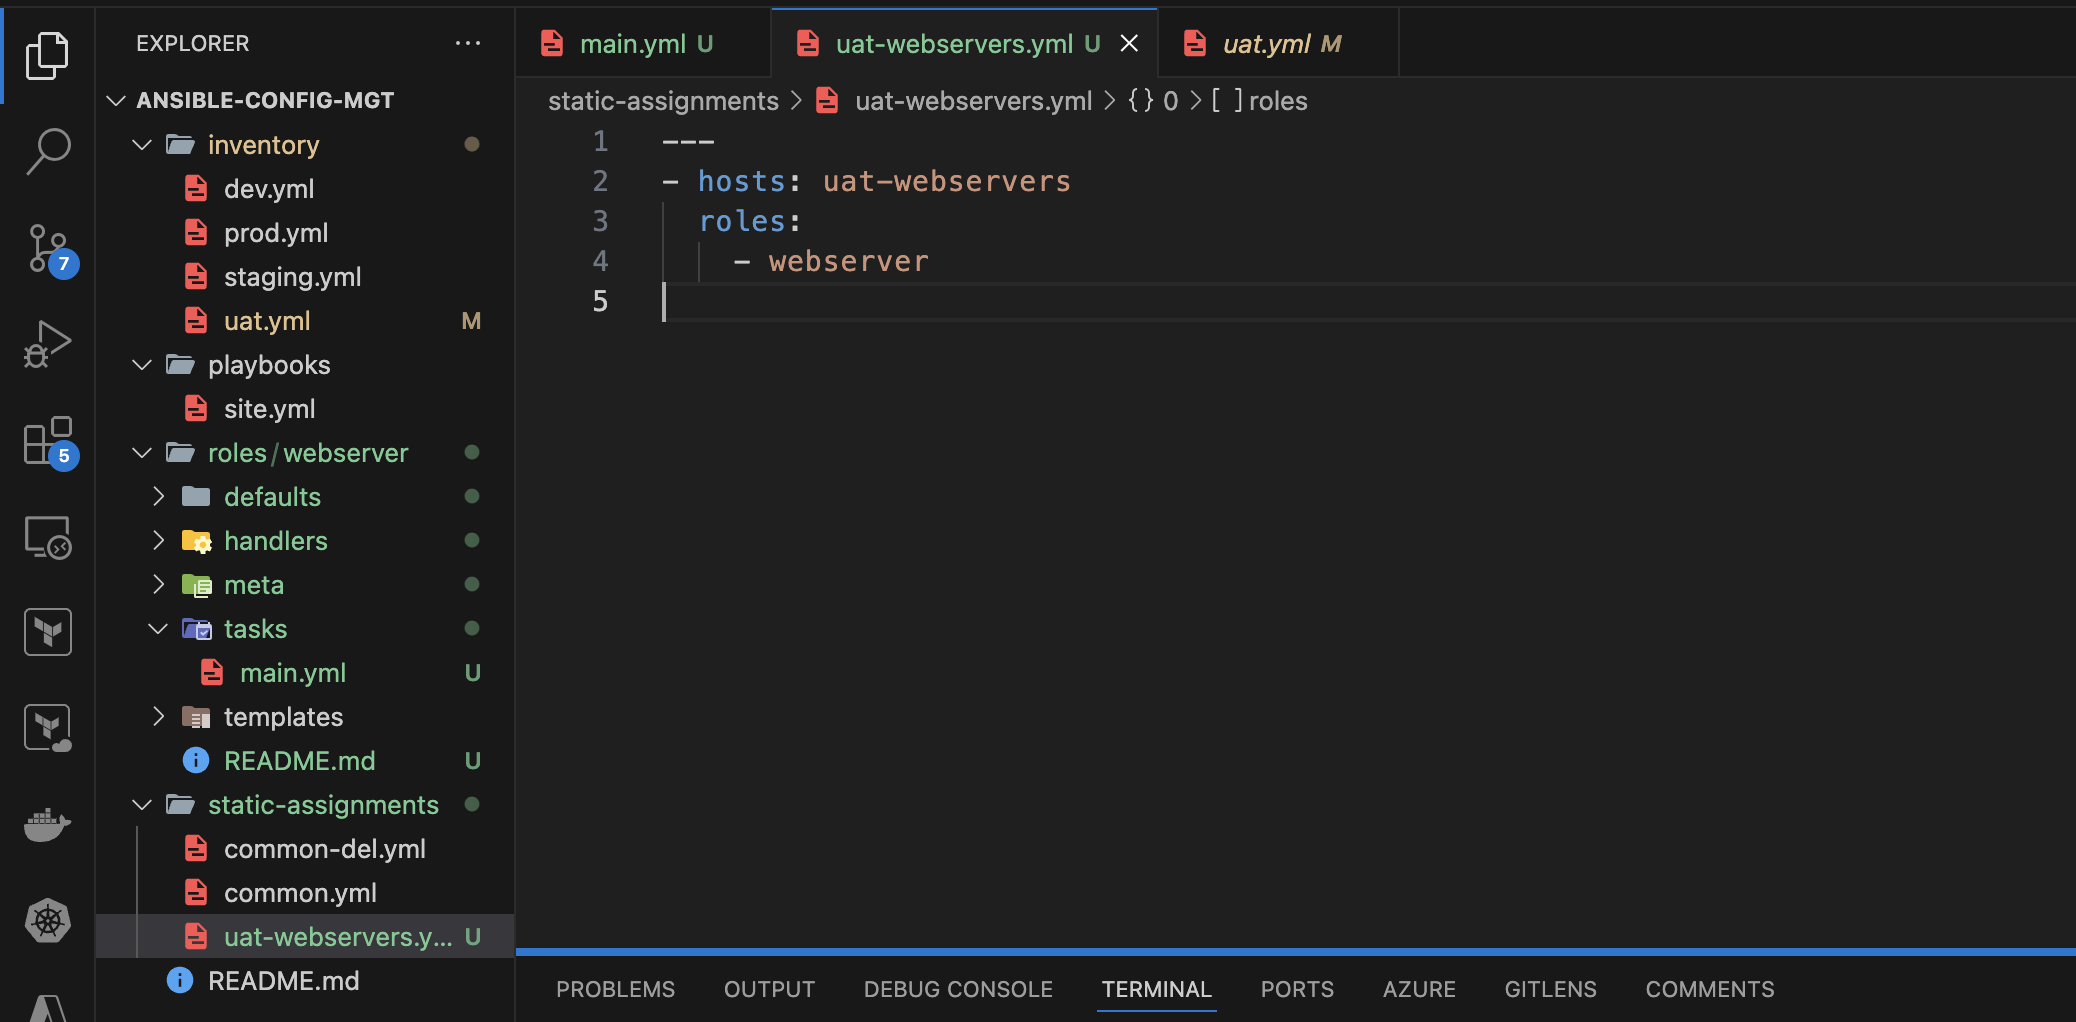 EXPLORER ...
ANSIBLE-CONFIG-MGT
inventory
dev.yml
prod.yml
staging.yml
uat.yml M
playbooks
site.yml
roles/webserver
defaults
handlers
meta
tasks
main.yml U
templates
README.md U
static-assignments
common-del.yml
common.yml
uat-webservers.y... U
README.md
7
5
main.yml U
uat-webservers.yml U
uat.yml M
static-assignments > uat-webservers.yml > {} 0 > [ ] roles
1 ---
2 - hosts: uat-webservers
3 roles:
4 - webserver
5
PROBLEMS OUTPUT DEBUG CONSOLE TERMINAL PORTS AZURE GITLENS COMMENTS